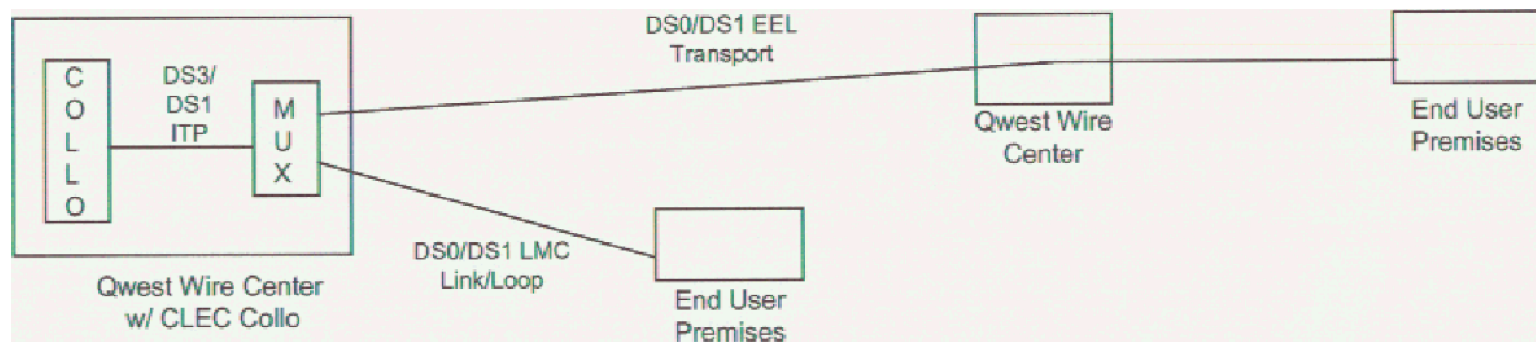 DS0/DS1 EEL
Transport
C
O
L
L
O
DS3/
DS1
ITP
M
U
X
Qwest Wire
Center
End User
Premises
DS0/DS1 LMC
Link/Loop
End User
Premises
Qwest Wire Center
w/ CLEC Collo